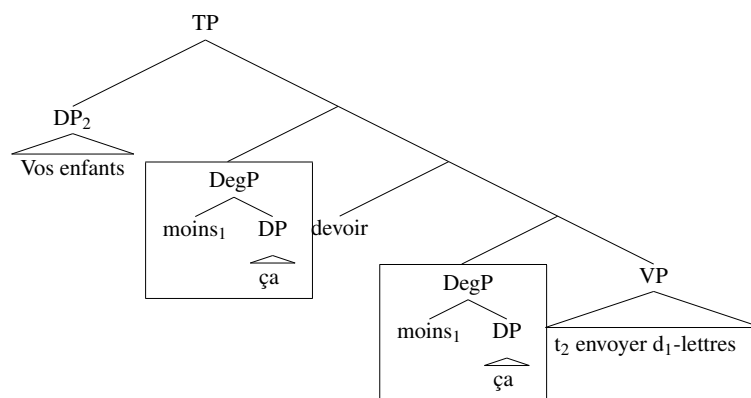 TP
DP₂
Vos enfants
DegP
moins₁ DP devoir
ça
DegP VP
moins₁ DP t₂ envoyer d₁-lettres
ça